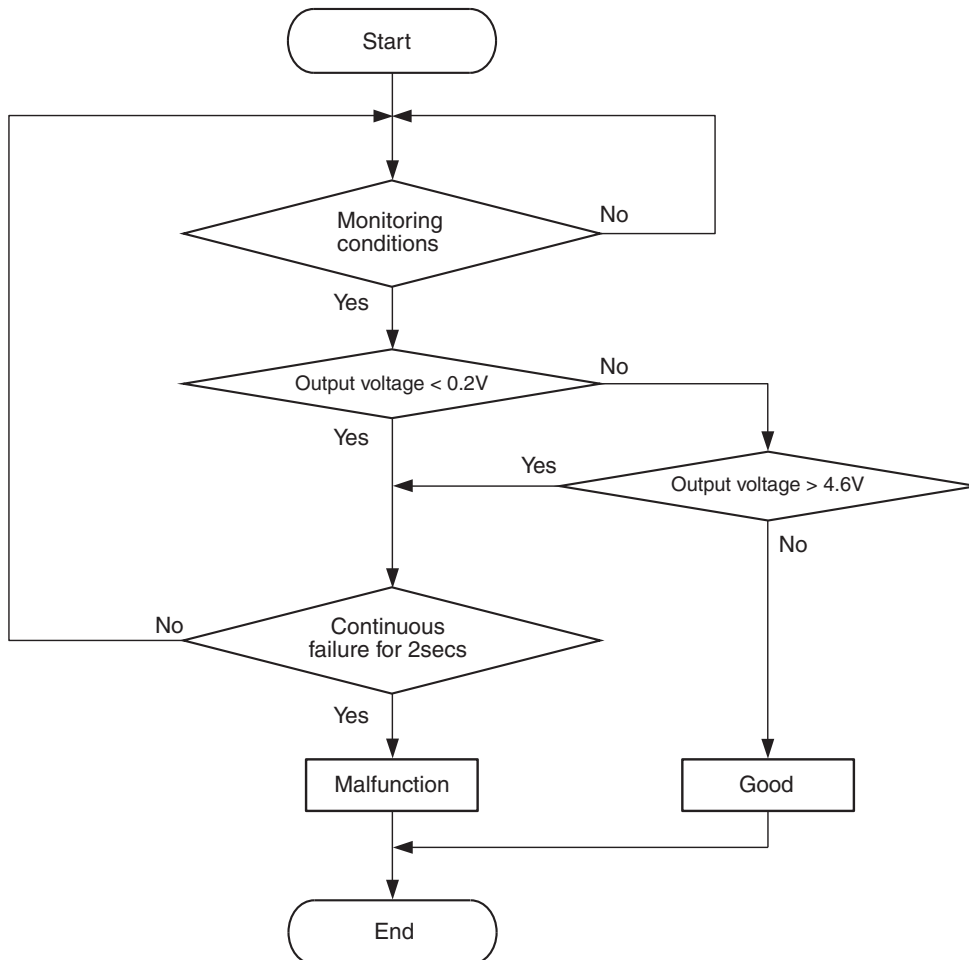 Start
Monitoring
conditions
No
Yes
Output voltage < 0.2V
No
Yes
Yes
Output voltage > 4.6V
No
No
Continuous
failure for 2secs
Yes
Malfunction
Good
End